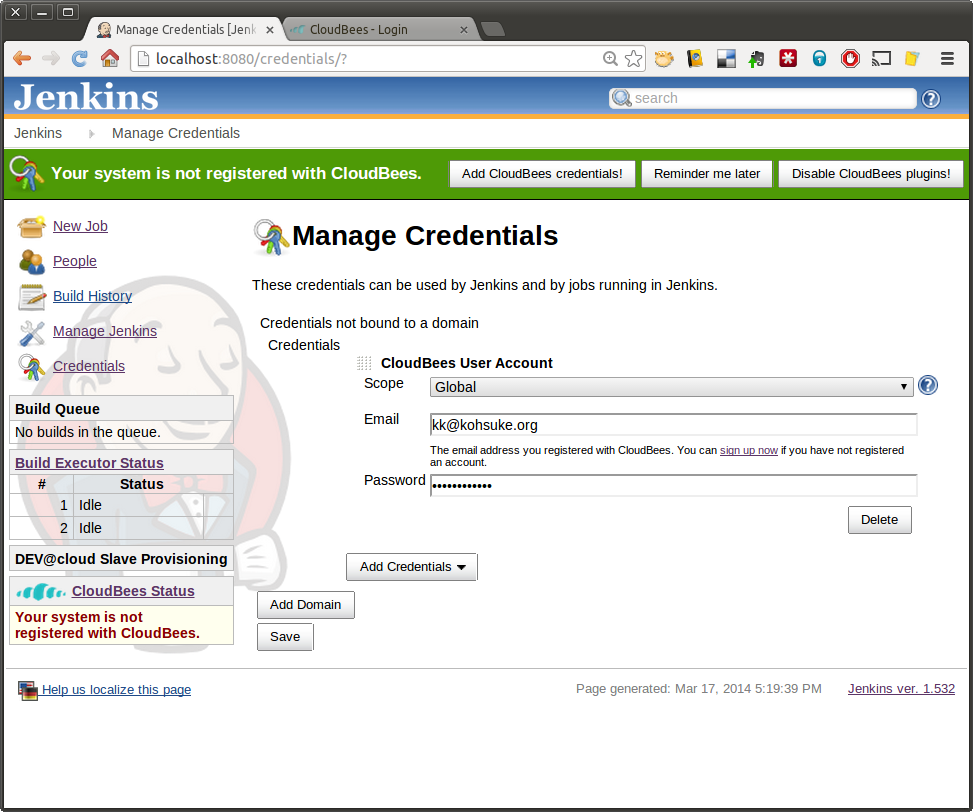 Manage Credentials [Jenk
CloudBees - Login
localhost:8080/credentials/?
Jenkins
search
Jenkins
Manage Credentials
Your system is not registered with CloudBees.
Add CloudBees credentials!
Reminder me later
Disable CloudBees plugins!
New Job
People
Build History
Manage Jenkins
Credentials
Build Queue
No builds in the queue.
Build Executor Status
# Status
1 Idle
2 Idle
DEV@cloud Slave Provisioning
CloudBees Status
Your system is not
registered with CloudBees.
Manage Credentials
These credentials can be used by Jenkins and by jobs running in Jenkins.
Credentials not bound to a domain
Credentials
CloudBees User Account
Scope Global
Email kk@kohsuke.org
The email address you registered with CloudBees. You can sign up now if you have not registered
an account.
Password ••••••••••••
Delete
Add Credentials
Add Domain
Save
Help us localize this page
Page generated: Mar 17, 2014 5:19:39 PM
Jenkins ver. 1.532